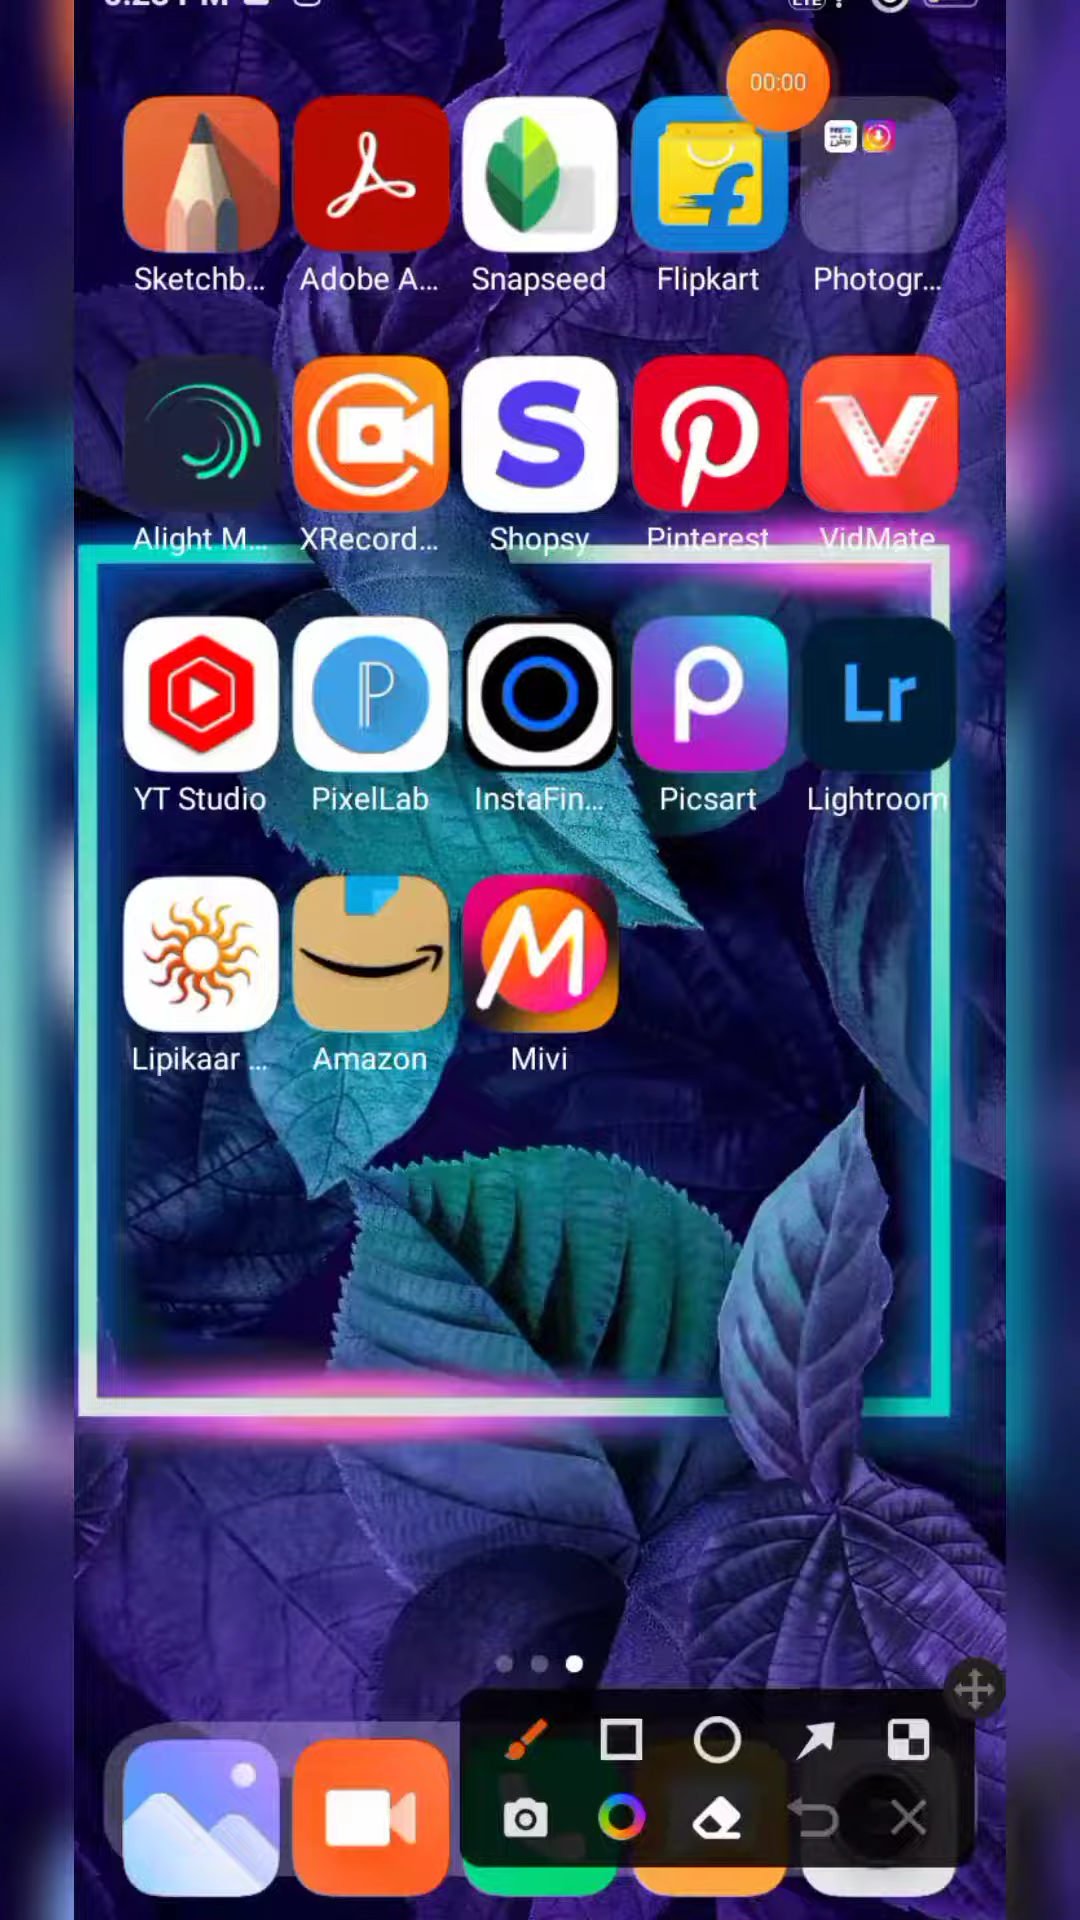 00:00
Sketchb...
Adobe A...
Snapseed
Flipkart
Photogr...
Alight M...
XRecord...
Shopsy
Pinterest
VidMate
Lr
YT Studio
PixelLab
InstaFin...
Picsart
Lightroom
Lipikaar ...
Amazon
Mivi